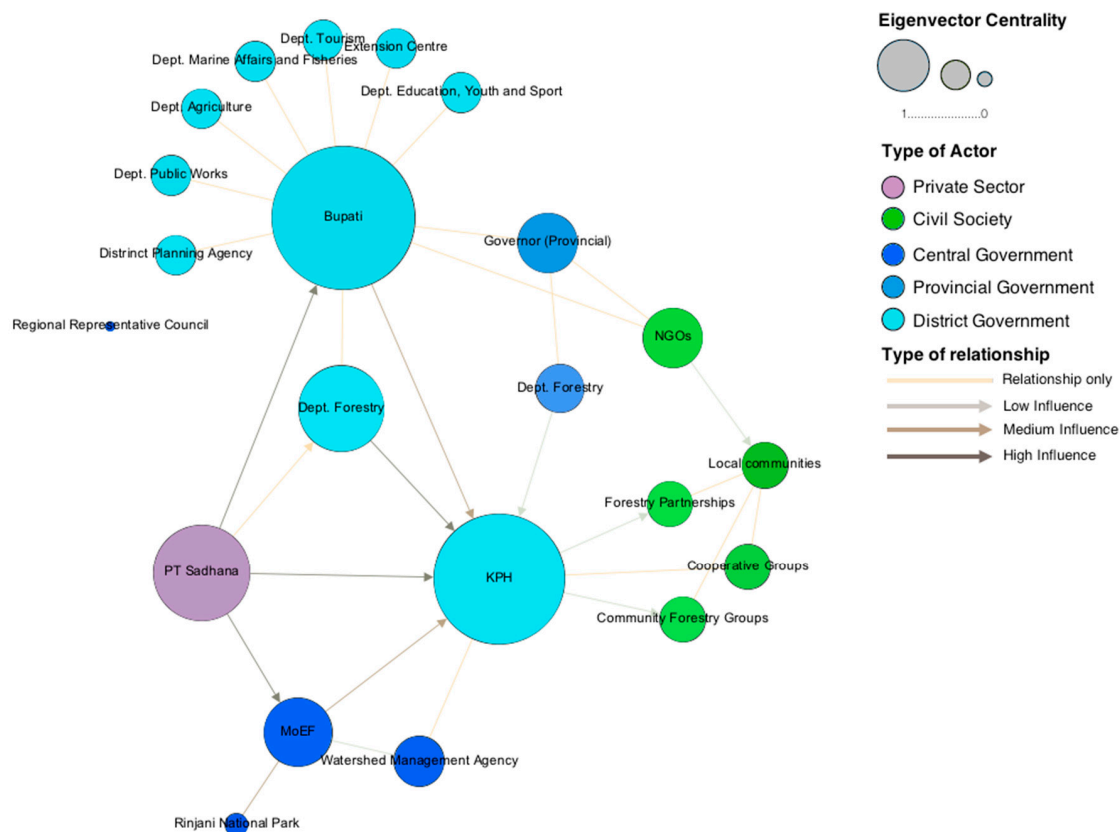 Dept. Tourism
Extension Centre
Dept. Marine Affairs and Fisheries
Dept. Education, Youth and Sport
Dept. Agriculture
Dept. Public Works
Bupati
Governor (Provincial)
Distrinct Planning Agency
Regional Representative Council
NGOs
Dept. Forestry
Dept. Forestry
Local communities
Forestry Partnerships
PT Sadhana
KPH
Cooperative Groups
Community Forestry Groups
MoEF
Watershed Management Agency
Rinjani National Park
Eigenvector Centrality
1......................0
Type of Actor
Private Sector
Civil Society
Central Government
Provincial Government
District Government
Type of relationship
Relationship only
Low Influence
Medium Influence
High Influence